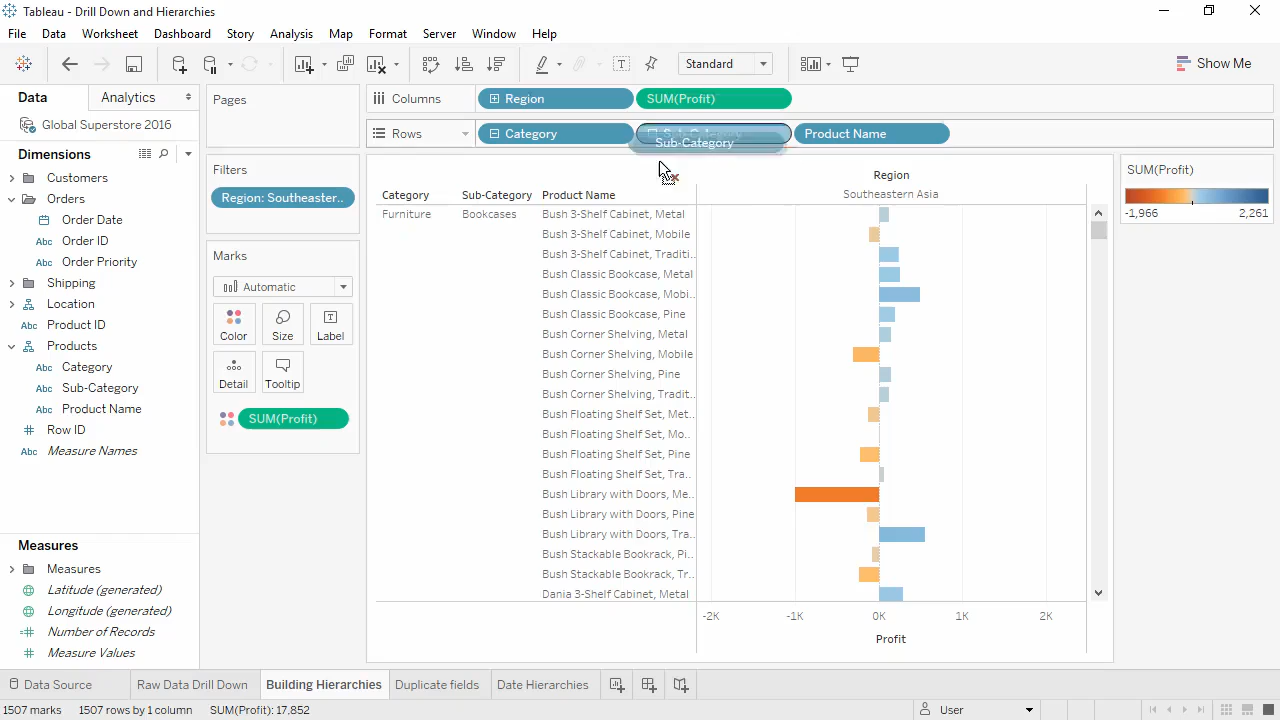 Tableau - Drill Down and Hierarchies
File Data Worksheet Dashboard Story Analysis Map Format Server Window Help
Standard
Show Me
Data Analytics
Global Superstore 2016
Dimensions
Customers
Orders
Order Date
Abc Order ID
Abc Order Priority
Shipping
Location
Abc Product ID
Products
Abc Category
Abc Sub-Category
Abc Product Name
Row ID
Abc Measure Names
Measures
Measures
Latitude (generated)
Longitude (generated)
Number of Records
Measure Values
Pages
Filters
Region: Southeaster..
Marks
Automatic
Color Size Label
Detail Tooltip
SUM(Profit)
Columns Region SUM(Profit)
Rows Category Sub-Category Product Name
Sub-Category
Region
Category Sub-Category Product Name Southeastern Asia
Furniture Bookcases Bush 3-Shelf Cabinet, Metal
Bush 3-Shelf Cabinet, Mobile
Bush 3-Shelf Cabinet, Traditi..
Bush Classic Bookcase, Metal
Bush Classic Bookcase, Mobi..
Bush Classic Bookcase, Pine
Bush Corner Shelving, Metal
Bush Corner Shelving, Mobile
Bush Corner Shelving, Pine
Bush Corner Shelving, Tradit..
Bush Floating Shelf Set, Met..
Bush Floating Shelf Set, Mo..
Bush Floating Shelf Set, Pine
Bush Floating Shelf Set, Tra..
Bush Library with Doors, Me..
Bush Library with Doors, Pine
Bush Library with Doors, Tra..
Bush Stackable Bookrack, Pi..
Bush Stackable Bookrack, Tr..
Dania 3-Shelf Cabinet, Metal
-2K -1K 0K 1K 2K
Profit
SUM(Profit)
-1,966 2,261
Data Source Raw Data Drill Down Building Hierarchies Duplicate fields Date Hierarchies
1507 marks 1507 rows by 1 column SUM(Profit): 17.852 User